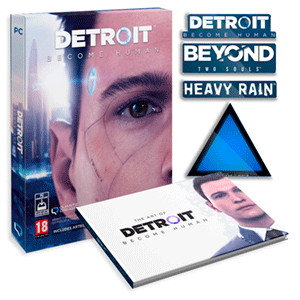 PC
DETROIT
BECOME HUMAN
18
DETROIT
BECOME HUMAN
BEYOND
TWO SOULS
HEAVY RAIN
THE ART OF
DETROIT
BECOME HUMAN